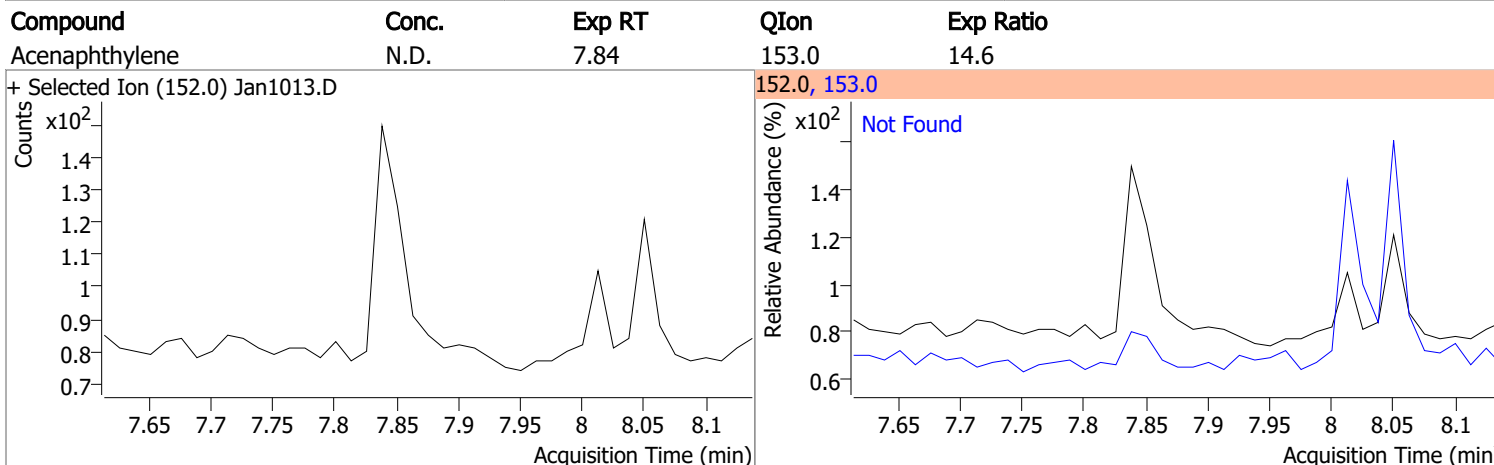 Compound Conc. Exp RT QIon Exp Ratio
Acenaphthylene N.D. 7.84 153.0 14.6
+ Selected Ion (152.0) Jan1013.D
Counts
x10²
1.4
1.3
1.2
1.1
1
0.9
0.8
0.7
7.65 7.7 7.75 7.8 7.85 7.9 7.95 8 8.05 8.1
Acquisition Time (min)
152.0, 153.0
Relative Abundance (%)
x10²
Not Found
1.4
1.2
1
0.8
0.6
7.65 7.7 7.75 7.8 7.85 7.9 7.95 8 8.05 8.1
Acquisition Time (min